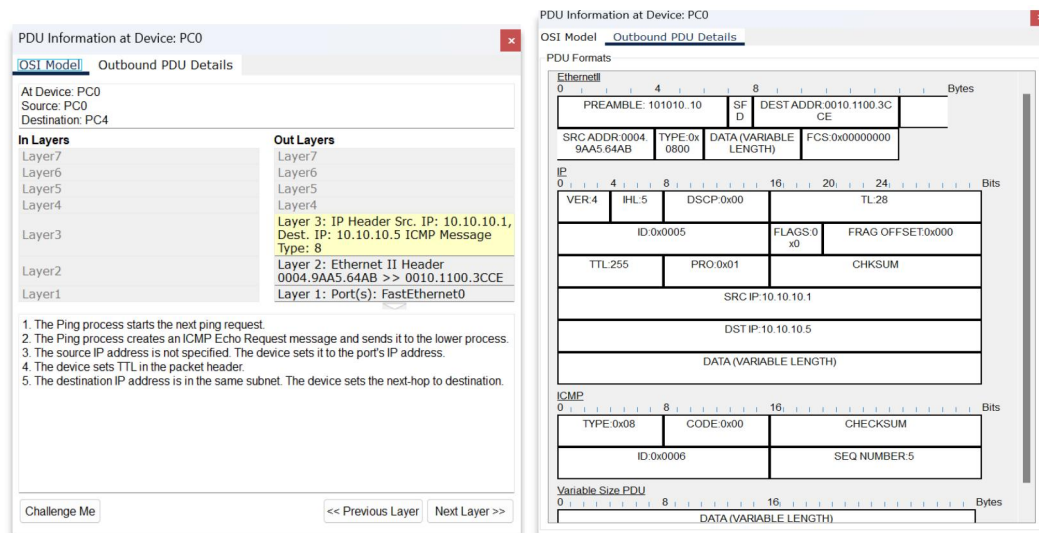 PDU Information at Device: PC0
×
OSI Model Outbound PDU Details
At Device: PC0
Source: PC0
Destination: PC4
In Layers Out Layers
Layer7 Layer7
Layer6 Layer6
Layer5 Layer5
Layer4 Layer4
Layer3
Layer 3: IP Header Src. IP: 10.10.10.1,
Dest. IP: 10.10.10.5 ICMP Message
Type: 8
Layer2
Layer 2: Ethernet II Header
0004.9AA5.64AB >> 0010.1100.3CCE
Layer1 Layer 1: Port(s): FastEthernet0
1. The Ping process starts the next ping request.
2. The Ping process creates an ICMP Echo Request message and sends it to the lower process.
3. The source IP address is not specified. The device sets it to the port's IP address.
4. The device sets TTL in the packet header.
5. The destination IP address is in the same subnet. The device sets the next-hop to destination.
Challenge Me << Previous Layer Next Layer >>
PDU Information at Device: PC0
OSI Model Outbound PDU Details
PDU Formats
EthernetII
0 4 8 Bytes
PREAMBLE: 101010..10 SF DEST ADDR:0010.1100.3C
D CE
SRC ADDR:0004. TYPE:0x DATA (VARIABLE FCS:0x00000000
9AA5.64AB 0800 LENGTH)
IP
0 4 8 16 20 24 Bits
VER:4 IHL:5 DSCP:0x00 TL:28
ID:0x0005 FLAGS:0 FRAG OFFSET:0x000
x0
TTL:255 PRO:0x01 CHKSUM
SRC IP:10.10.10.1
DST IP:10.10.10.5
DATA (VARIABLE LENGTH)
ICMP
0 8 16 Bits
TYPE:0x08 CODE:0x00 CHECKSUM
ID:0x0006 SEQ NUMBER:5
Variable Size PDU
0 8 16 Bytes
DATA (VARIABLE LENGTH)